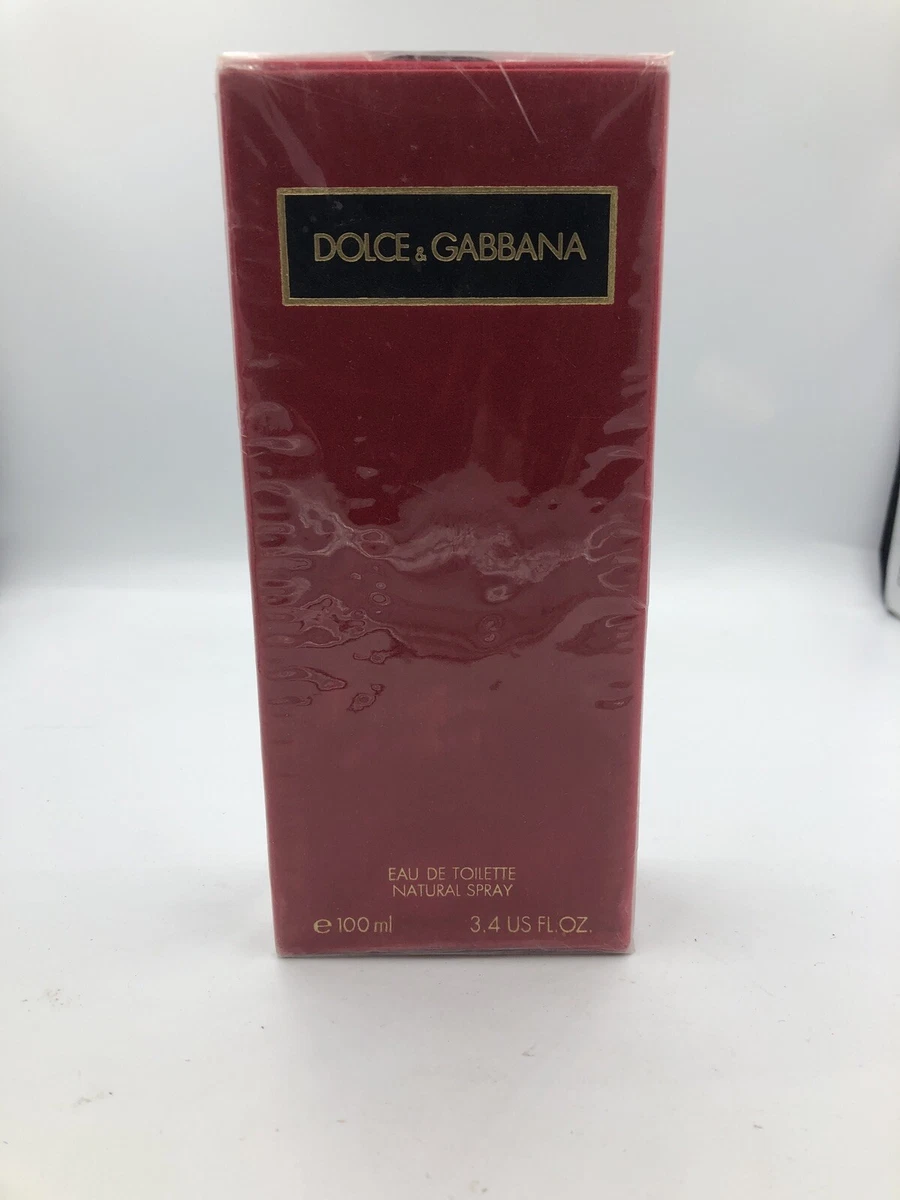 DOLCE & GABBANA
EAU DE TOILETTE
NATURAL SPRAY
℮ 100 ml 3.4 US FL.OZ.